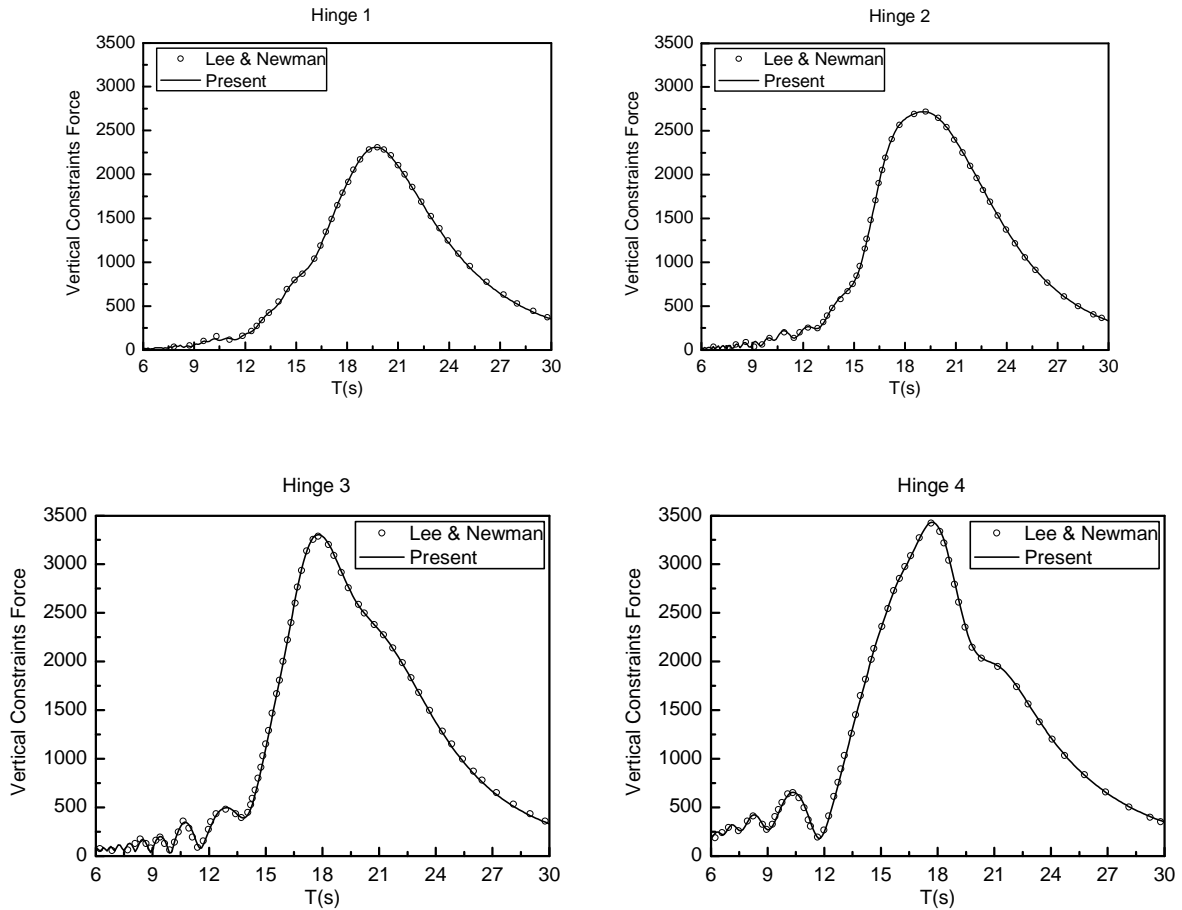 Hinge 1
3500
3000
2500
2000
1500
1000
500
0
Vertical Constraints Force
Lee & Newman
Present
6 9 12 15 18 21 24 27 30
T(s)
Hinge 2
3500
3000
2500
2000
1500
1000
500
0
Vertical Constraints Force
Lee & Newman
Present
6 9 12 15 18 21 24 27 30
T(s)
Hinge 3
3500
3000
2500
2000
1500
1000
500
0
Vertical Constraints Force
Lee & Newman
Present
6 9 12 15 18 21 24 27 30
T(s)
Hinge 4
3500
3000
2500
2000
1500
1000
500
0
Vertical Constraints Force
Lee & Newman
Present
6 9 12 15 18 21 24 27 30
T(s)